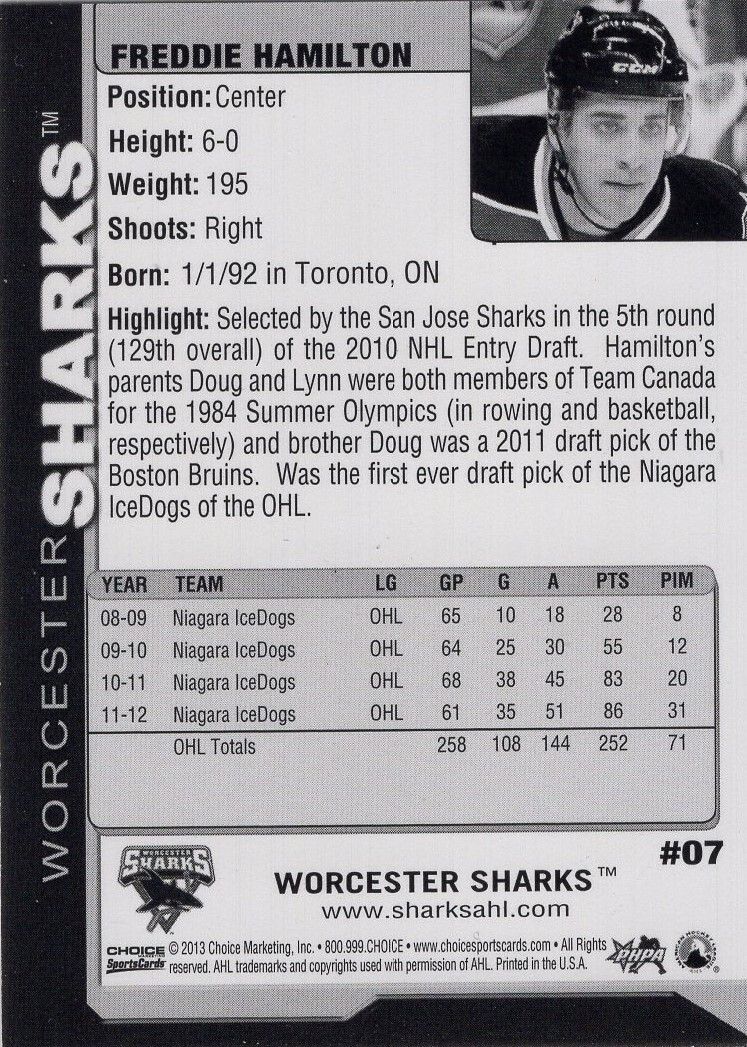 FREDDIE HAMILTON
CCM
Position: Center
Height: 6-0
Weight: 195
Shoots: Right
Born: 1/1/92 in Toronto, ON
Highlight: Selected by the San Jose Sharks in the 5th round
(129th overall) of the 2010 NHL Entry Draft. Hamilton's
parents Doug and Lynn were both members of Team Canada
for the 1984 Summer Olympics (in rowing and basketball,
respectively) and brother Doug was a 2011 draft pick of the
Boston Bruins. Was the first ever draft pick of the Niagara
IceDogs of the OHL.
WORCESTER SHARKS™
YEAR TEAM LG GP G A PTS PIM
08-09 Niagara IceDogs OHL 65 10 18 28 8
09-10 Niagara IceDogs OHL 64 25 30 55 12
10-11 Niagara IceDogs OHL 68 38 45 83 20
11-12 Niagara IceDogs OHL 61 35 51 86 31
OHL Totals 258 108 144 252 71
#07
WORCESTER
SHARKS
WORCESTER SHARKS™
www.sharksahl.com
CHOICE
SportsCards
© 2013 Choice Marketing, Inc. • 800.999.CHOICE • www.choicesportscards.com • All Rights
reserved. AHL trademarks and copyrights used with permission of AHL. Printed in the U.S.A.
PHPA